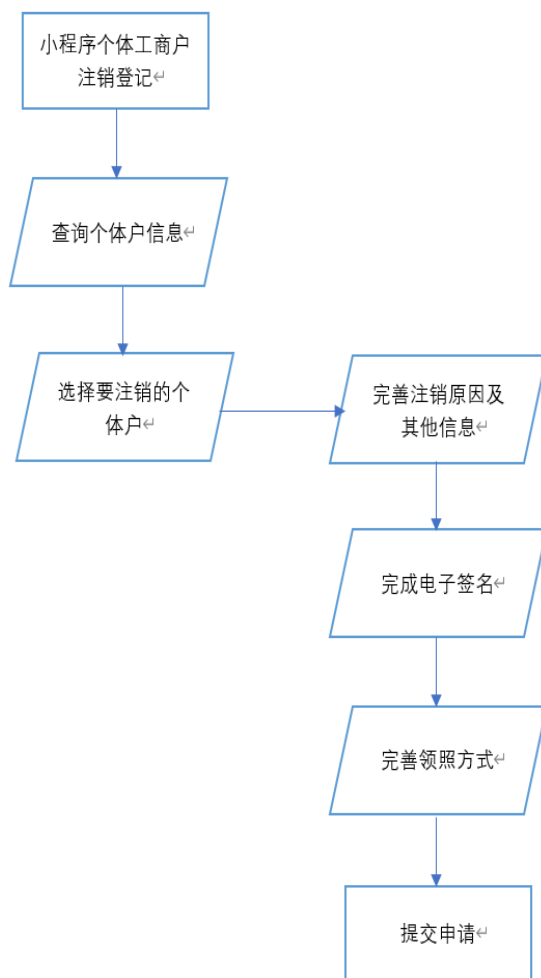 小程序个体工商户
注销登记
查询个体户信息
选择要注销的个
体户
完善注销原因及
其他信息
完成电子签名
完善领照方式
提交申请